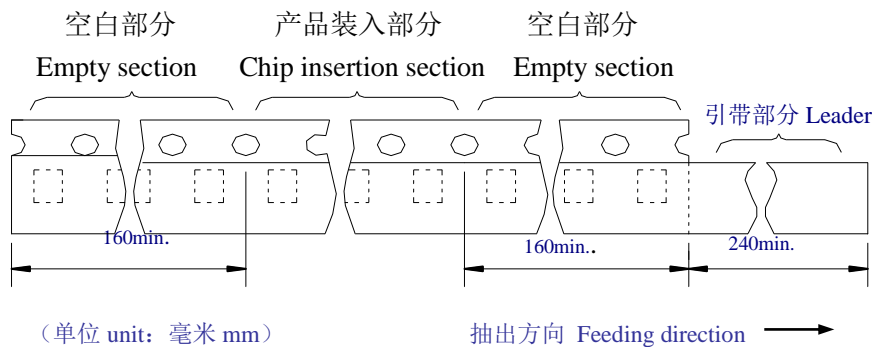 空白部分 产品装入部分 空白部分
Empty section Chip insertion section Empty section
引带部分 Leader
160min. 160min.. 240min.
（单位 unit：毫米 mm） 抽出方向 Feeding direction